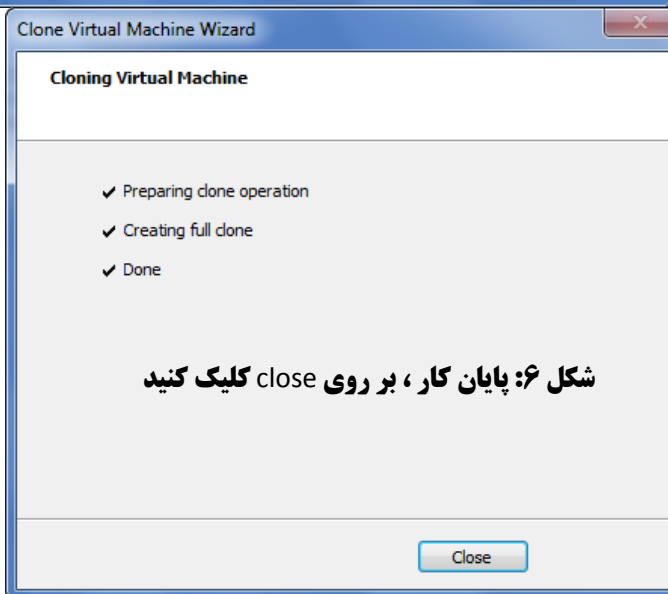 Clone Virtual Machine Wizard
Cloning Virtual Machine
✔ Preparing clone operation
✔ Creating full clone
✔ Done
شکل ۶: پایان کار ، بر روی close کلیک کنید
Close